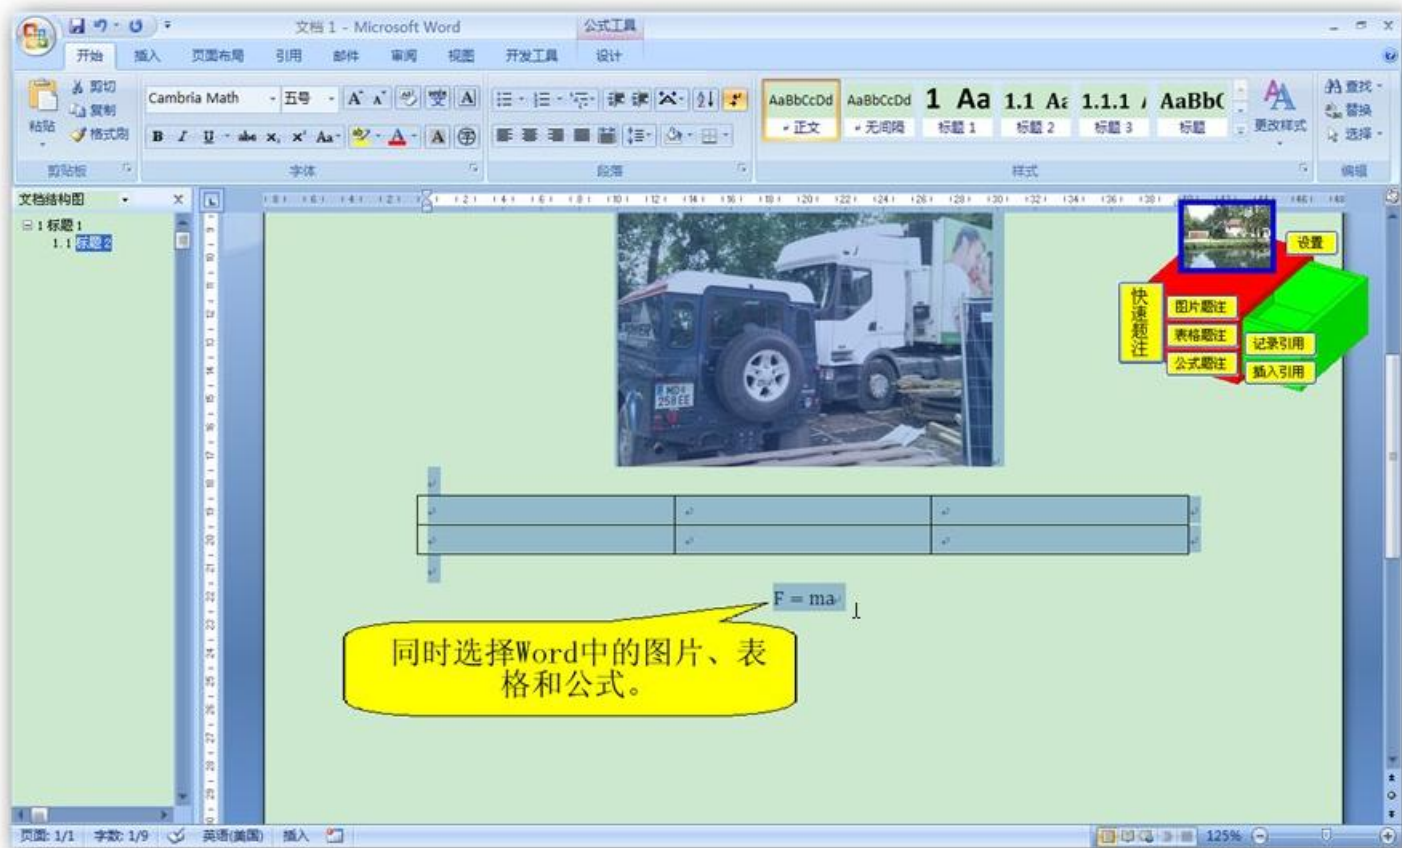 文档 1 - Microsoft Word
公式工具
开始 插入 页面布局 引用 邮件 审阅 视图 开发工具 设计
粘贴
剪切
复制
格式刷
剪贴板
Cambria Math 五号
字体
段落
AaBbCcDd AaBbCcDd 1 Aa 1.1 Aa 1.1.1 AaBb(
正文 无间隔 标题 1 标题 2 标题 3 标题
更改样式
样式
查找
替换
选择
编辑
文档结构图
1 标题 1
1.1 标题 2
设置
快速题注
图片题注
表格题注
公式题注
记录引用
插入引用
F = ma
同时选择Word中的图片、表
格和公式。
页面: 1/1 字数: 1/9 英语(美国) 插入 125%